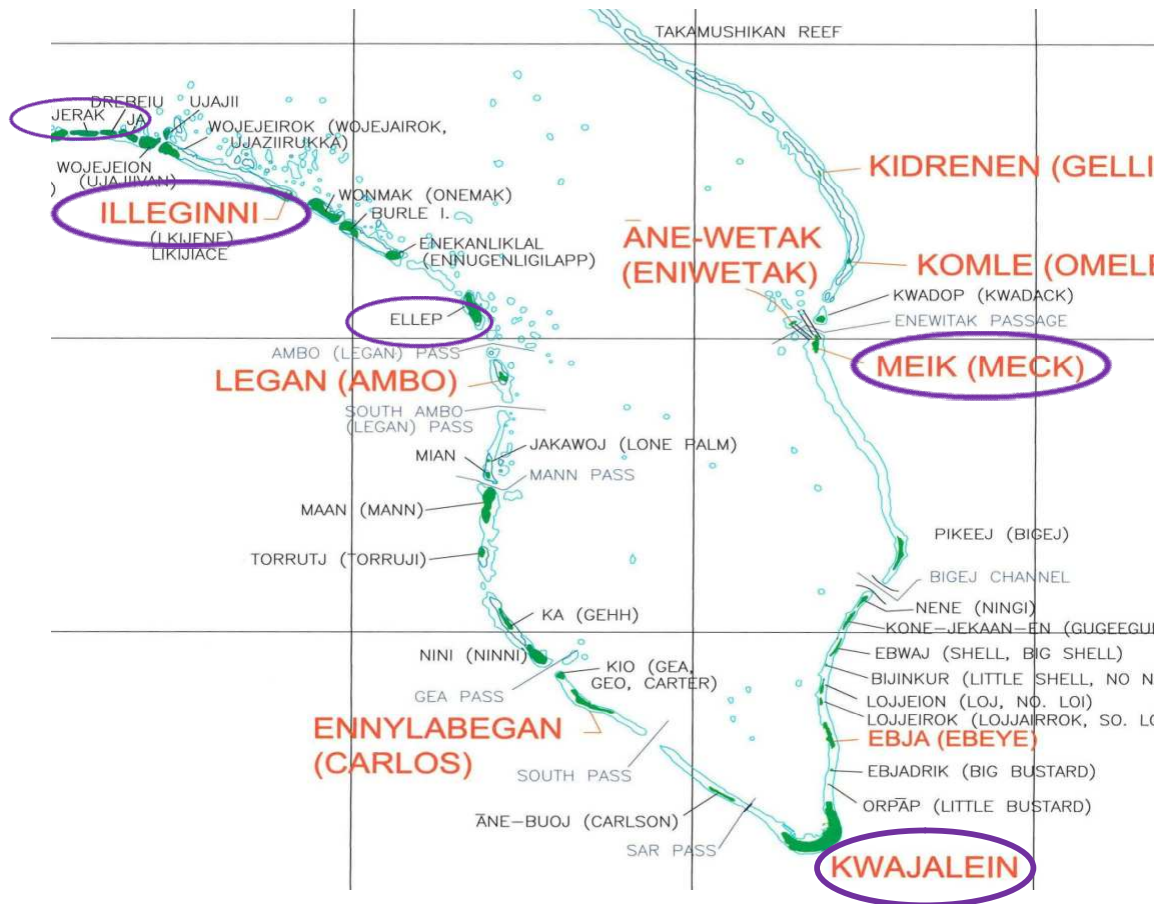 TAKAMUSHIKAN REEF
DREBEIU
UJAJII
JERAK
JA
WOJEJEIROK (WOJEJAIROK,
UJAZIIRUKKA)
WOJEJEION
(UJAJIIVAN)
)
KIDRENEN (GELLI
WONMAK (ONEMAK)
ILLEGINNI
BURLE I.
(LKIJENE)
LIKIJIACE
ENEKANLIKLAL
(ENNUGENLIGILAPP)
ĀNE-WETAK
(ENIWETAK)
KOMLE (OMELE
KWADOP (KWADACK)
ENEWITAK PASSAGE
ELLEP
AMBO (LEGAN) PASS
MEIK (MECK)
LEGAN (AMBO)
SOUTH AMBO
(LEGAN) PASS
JAKAWOJ (LONE PALM)
MIAN
MANN PASS
MAAN (MANN)
PIKEEJ (BIGEJ)
TORRUTJ (TORRUJI)
BIGEJ CHANNEL
NENE (NINGI)
KA (GEHH)
KONE-JEKAAN-EN (GUGEEGUE
NINI (NINNI)
EBWAJ (SHELL, BIG SHELL)
KIO (GEA,
GEO, CARTER)
BIJINKUR (LITTLE SHELL, NO N
GEA PASS
LOJJEION (LOJ, NO. LOI)
LOJJEIROK (LOJJAIRROK, SO. LO
ENNYLABEGAN
(CARLOS)
EBJA (EBEYE)
SOUTH PASS
EBJADRIK (BIG BUSTARD)
ORPĀP (LITTLE BUSTARD)
ĀNE-BUOJ (CARLSON)
SAR PASS
KWAJALEIN